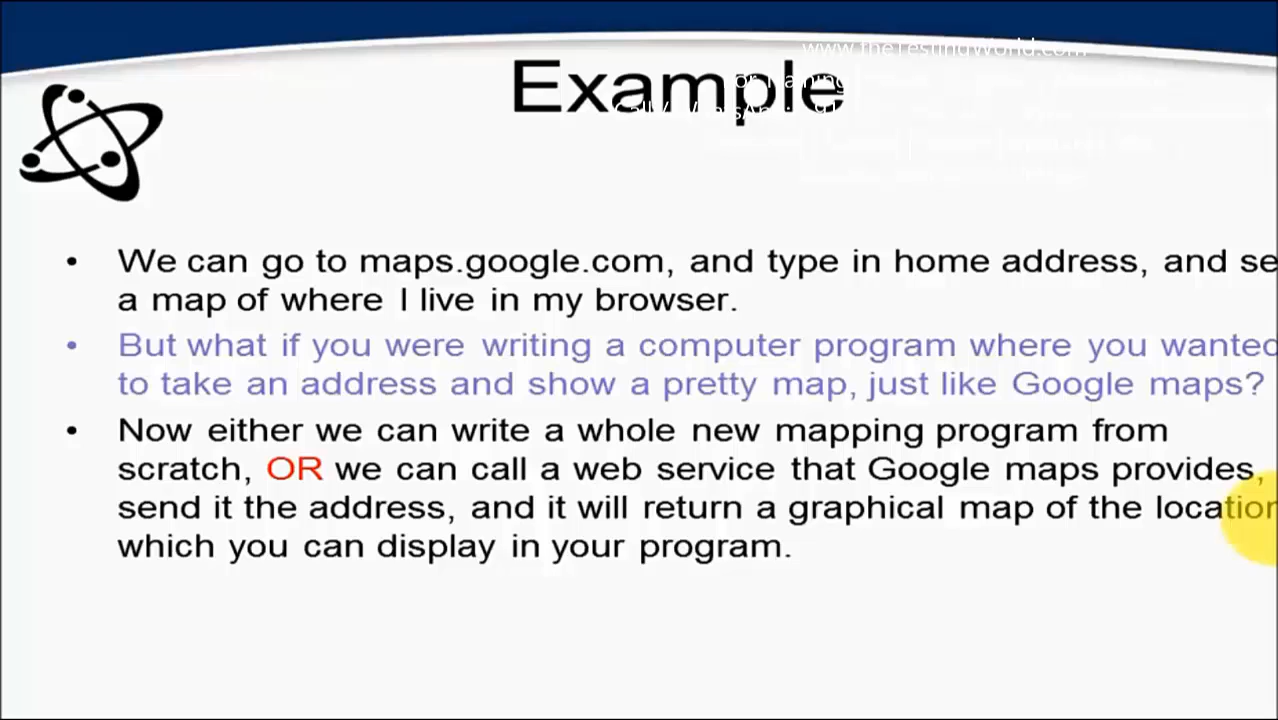 www.theTestingWorld.com
Example
• We can go to maps.google.com, and type in home address, and se
a map of where I live in my browser.
• But what if you were writing a computer program where you wanted
to take an address and show a pretty map, just like Google maps?
• Now either we can write a whole new mapping program from
scratch, OR we can call a web service that Google maps provides,
send it the address, and it will return a graphical map of the location
which you can display in your program.